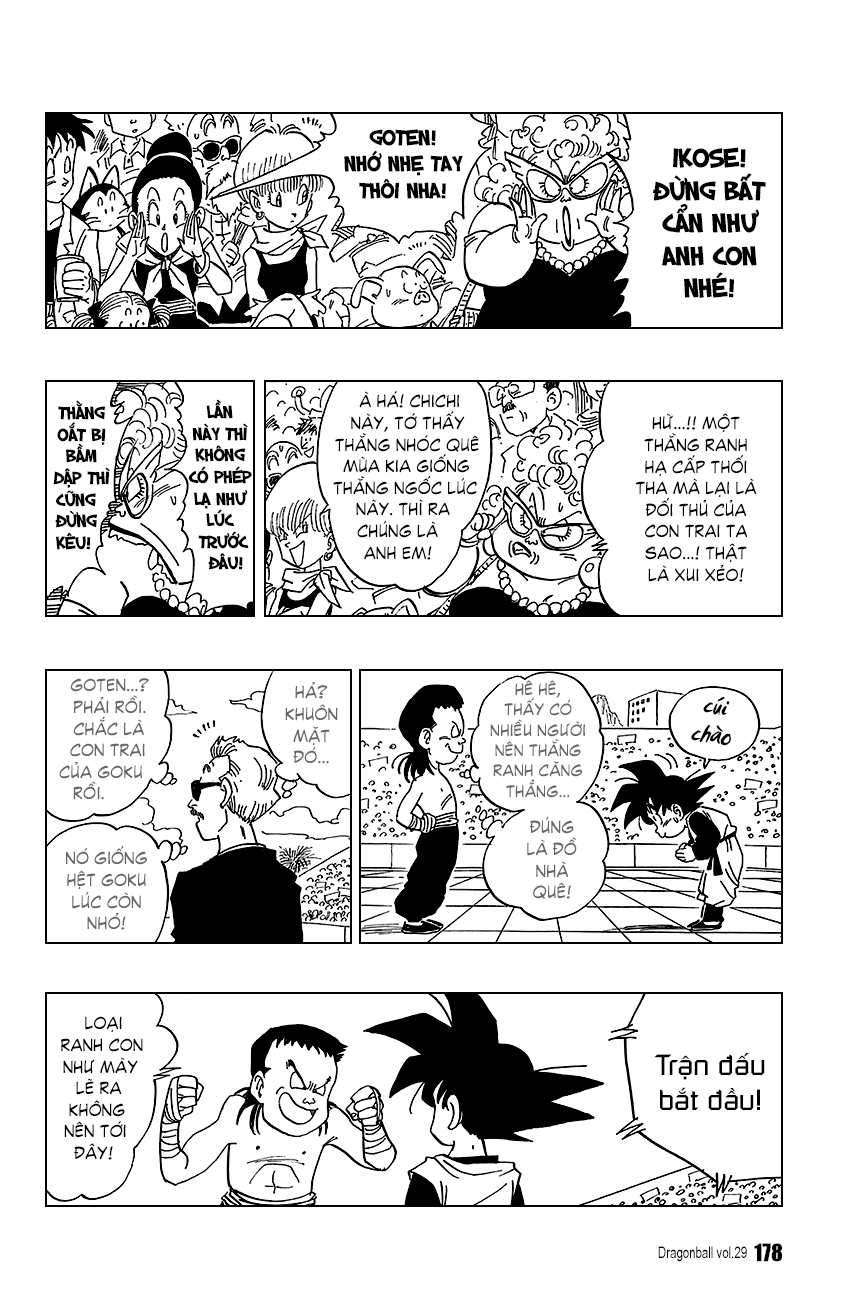 IKOSE!
ĐỪNG BẤT
CẨN NHƯ
ANH CON
NHÉ!
GOTEN!
NHỚ NHẸ TAY
THÔI NHA!
HỪ...!! MỘT
THẰNG RANH
HẠ CẤP THỐI
THA MÀ LẠI LÀ
ĐỐI THỦ CỦA
CON TRAI TA
SAO...! THẬT
LÀ XUI XẺO!
À HÁ! CHICHI
NÀY, TỚ THẤY
THẰNG NHÓC QUÊ
MÙA KIA GIỐNG
THẰNG NGỐC LÚC
NÃY. THÌ RA
CHÚNG LÀ
ANH EM!
LẦN
NÀY THÌ
KHÔNG
CÓ PHÉP
LẠ NHƯ
LÚC
TRƯỚC
ĐÂU!
THẰNG
OẮT BỊ
BẦM
DẬP THÌ
CŨNG
ĐỪNG
KÊU!
cúi
chào
HÊ HÊ,
THẤY CÓ
NHIỀU NGƯỜI
NÊN THẰNG
RANH CĂNG
THẲNG...
ĐÚNG
LÀ ĐỒ
NHÀ
QUÊ!
HẢ?
KHUÔN
MẶT
ĐÓ...
GOTEN...?
PHẢI RỒI.
CHẮC LÀ
CON TRAI
CỦA GOKU
RỒI.
NÓ GIỐNG
HỆT GOKU
LÚC CÒN
NHỎ!
Trận đấu
bắt đầu!
LOẠI
RANH CON
NHƯ MÀY
LẼ RA
KHÔNG
NÊN TỚI
ĐÂY!
Dragonball vol.29 178